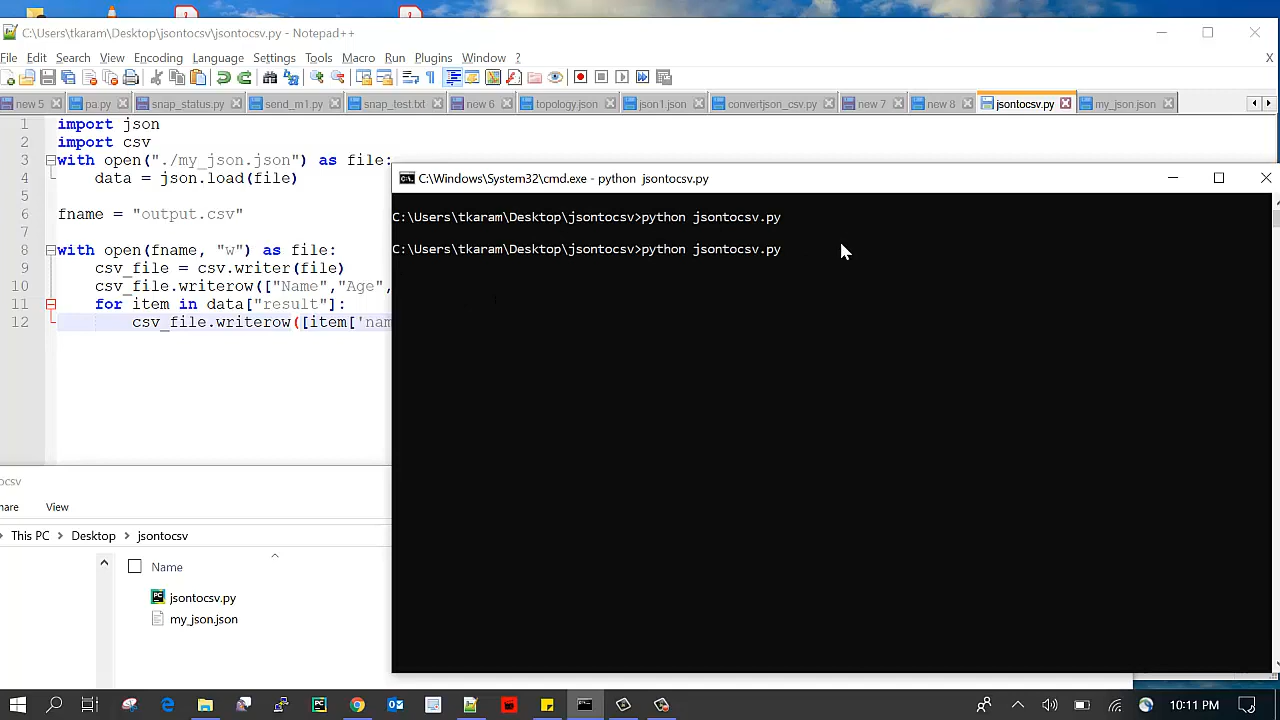 C:\Users\tkaram\Desktop\jsontocsv\jsontocsv.py - Notepad++
File Edit Search View Encoding Language Settings Tools Macro Run Plugins Window ? X
new 5 pa.py snap_status.py send_m1.py snap_test.txt new 6 topology.json json1.json convertjson_csv.py new 7 new 8 jsontocsv.py my_json.json
1 import json
2 import csv
3 with open("./my_json.json") as file:
4 data = json.load(file)
5
6 fname = "output.csv"
7
8 with open(fname, "w") as file:
9 csv_file = csv.writer(file)
10 csv_file.writerow(["Name","Age",
11 for item in data["result"]:
12 csv_file.writerow([item['nam
C:\Windows\System32\cmd.exe - python jsontocsv.py
C:\Users\tkaram\Desktop\jsontocsv>python jsontocsv.py
C:\Users\tkaram\Desktop\jsontocsv>python jsontocsv.py
ocsv
hare View
This PC > Desktop > jsontocsv
Name
jsontocsv.py
my_json.json
10:11 PM